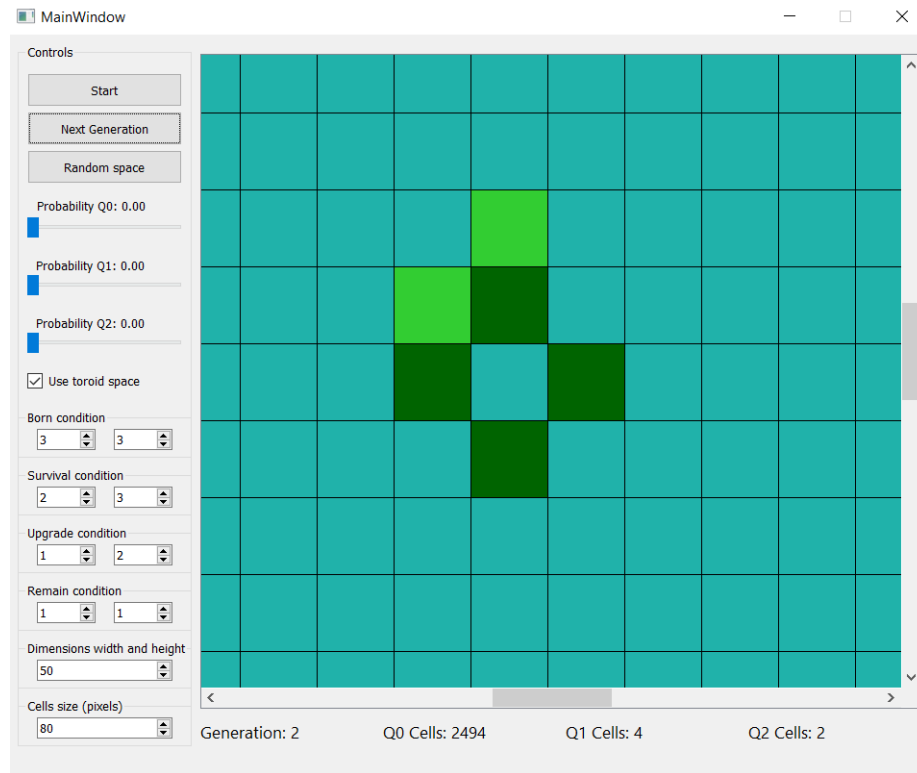 MainWindow
Controls
Start
Next Generation
Random space
Probability Q0: 0.00
Probability Q1: 0.00
Probability Q2: 0.00
Use toroid space
Born condition
3 3
Survival condition
2 3
Upgrade condition
1 2
Remain condition
1 1
Dimensions width and height
50
Cells size (pixels)
80
Generation: 2 Q0 Cells: 2494 Q1 Cells: 4 Q2 Cells: 2